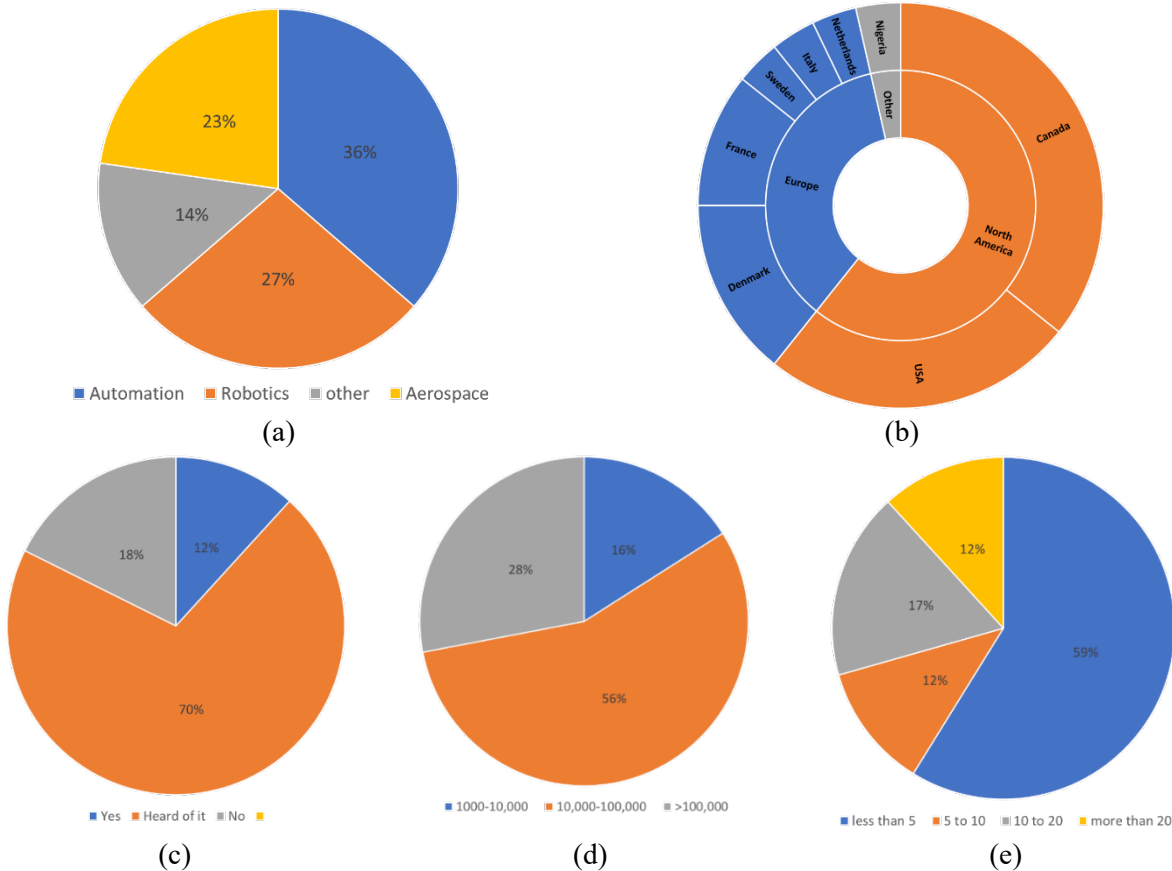 23%
36%
14%
27%
Automation Robotics other Aerospace
(a)
Netherlands
Nigeria
Italy
Sweden
Other
Canada
France
Europe
North
America
Denmark
USA
(b)
18%
12%
70%
Yes Heard of it No
(c)
28%
16%
56%
1000-10,000 10,000-100,000 >100,000
(d)
12%
17%
59%
12%
less than 5 5 to 10 10 to 20 more than 20
(e)